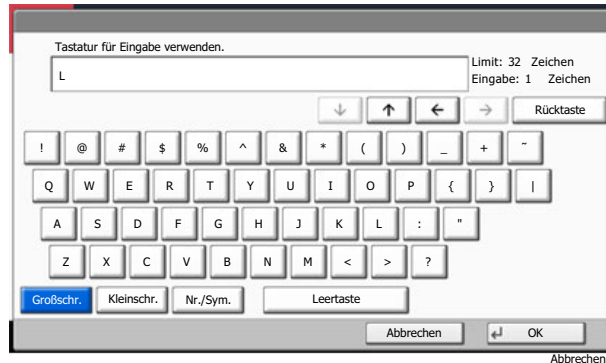 Tastatur für Eingabe verwenden.
L
Limit: 32 Zeichen
Eingabe: 1 Zeichen
↓ ↑ ← → Rücktaste
! @ # $ % ^ & * ( ) _ + ~
Q W E R T Y U I O P { } |
A S D F G H J K L : "
Z X C V B N M < > ?
Großschr. Kleinschr. Nr./Sym. Leertaste
Abbrechen ↵ OK
Abbrechen